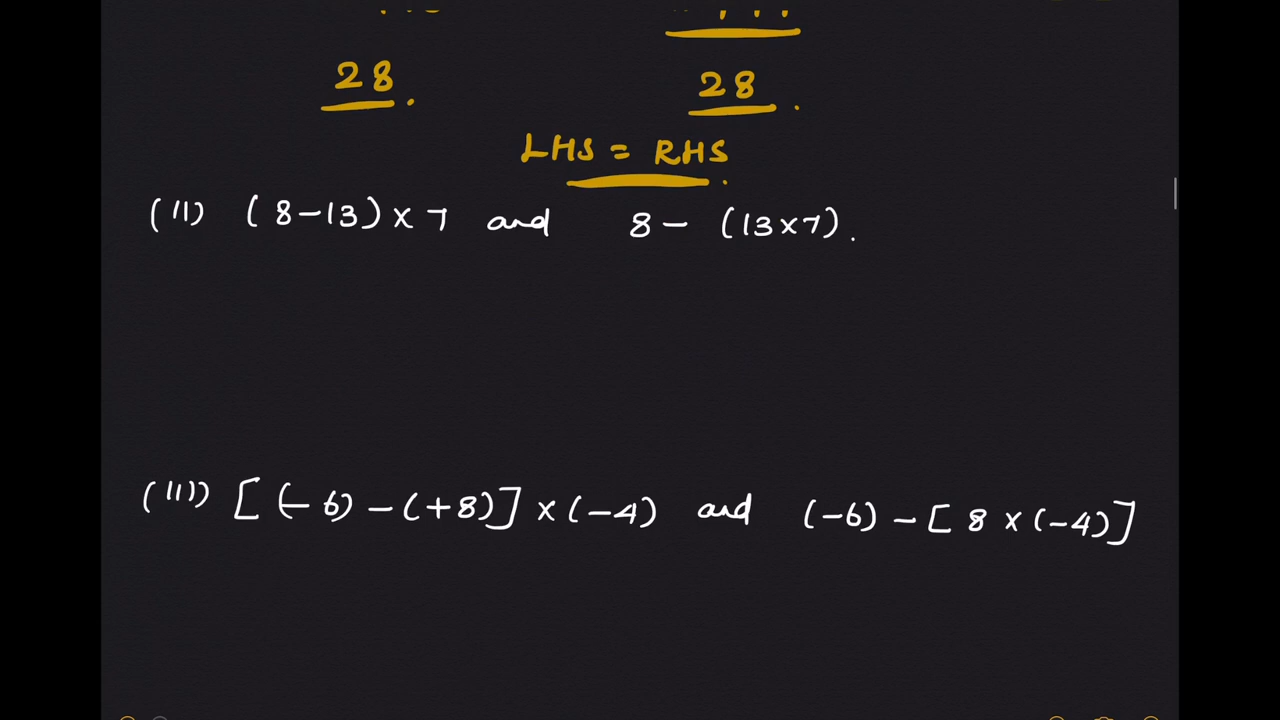 28. 28.
LHS = RHS.
(ii) (8-13) × 7 and 8 - (13×7).
(iii) [(-6) - (+8)] × (-4) and (-6) - [8 × (-4)]